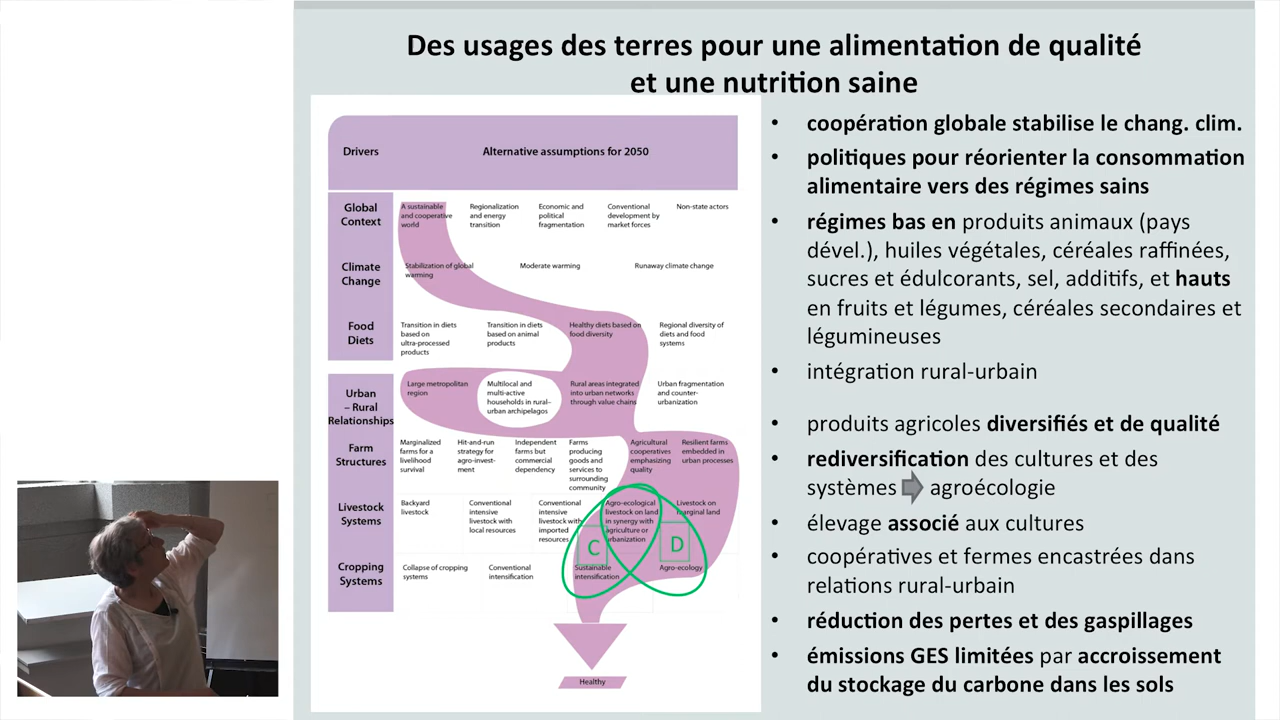 Des usages des terres pour une alimentation de qualité
et une nutrition saine
Drivers
Alternative assumptions for 2050
Global
Context
A sustainable
and cooperative
world
Regionalization
and energy
transition
Economic and
political
fragmentation
Conventional
development by
market forces
Non-state actors
Climate
Change
Stabilization of global
warming
Moderate warming
Runaway climate change
Food
Diets
Transition in diets
based on
ultra-processed
products
Transition in diets
based on animal
products
Healthy diets based on
food diversity
Regional diversity of
diets and food
systems
Urban
– Rural
Relationships
Large metropolitan
region
Multilocal and
multi-active
households in rural–
urban archipelagos
Rural areas integrated
into urban networks
through value chains
Urban fragmentation
and counter-
urbanization
Farm
Structures
Marginalized
farms for a
livelihood
survival
Hit-and-run
strategy for
agro-invest-
ment
Independent
farms but
commercial
dependency
Farms
producing
goods and
services to
surrounding
community
Agricultural
cooperatives
emphasizing
quality
Resilient farms
embedded in
urban processes
Livestock
Systems
Backyard
livestock
Conventional
intensive
livestock with
local resources
Conventional
intensive
livestock with
imported
resources
Agro-ecological
livestock on land
in synergy with
agriculture or
urbanization
Livestock on
marginal land
C
D
Cropping
Systems
Collapse of cropping
systems
Conventional
intensification
Sustainable
intensification
Agro-ecology
Healthy
• coopération globale stabilise le chang. clim.
• politiques pour réorienter la consommation
alimentaire vers des régimes sains
• régimes bas en produits animaux (pays
dével.), huiles végétales, céréales raffinées,
sucres et édulcorants, sel, additifs, et hauts
en fruits et légumes, céréales secondaires et
légumineuses
• intégration rural-urbain
• produits agricoles diversifiés et de qualité
• rediversification des cultures et des
systèmes agroécologie
• élevage associé aux cultures
• coopératives et fermes encastrées dans
relations rural-urbain
• réduction des pertes et des gaspillages
• émissions GES limitées par accroissement
du stockage du carbone dans les sols